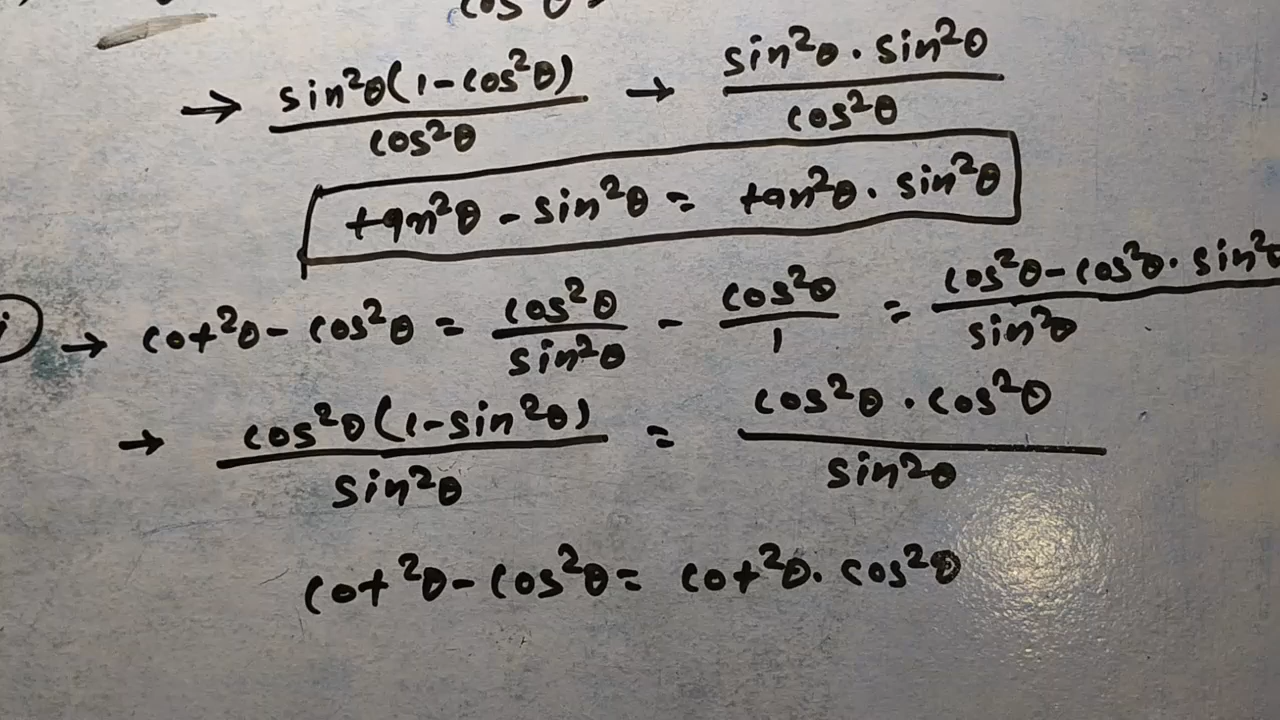 cos²θ
→ sin²θ(1-cos²θ)/cos²θ → sin²θ · sin²θ/cos²θ
tan²θ - sin²θ = tan²θ · sin²θ
→ cot²θ - cos²θ = cos²θ/sin²θ - cos²θ/1 = cos²θ - cos²θ · sin²θ/sin²θ
→ cos²θ(1-sin²θ)/sin²θ = cos²θ · cos²θ/sin²θ
cot²θ - cos²θ = cot²θ · cos²θ